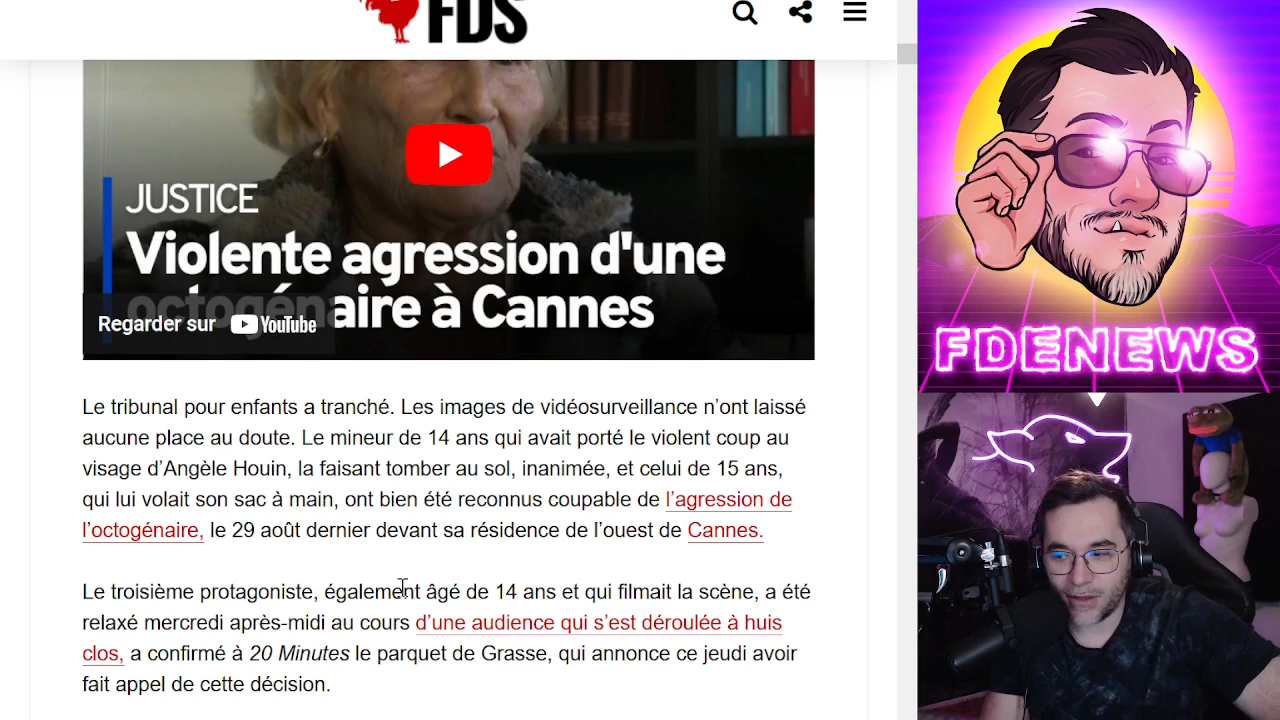 FDS
JUSTICE
Violente agression d'une
octogénaire à Cannes
Regarder sur YouTube
Le tribunal pour enfants a tranché. Les images de vidéosurveillance n’ont laissé
aucune place au doute. Le mineur de 14 ans qui avait porté le violent coup au
visage d’Angèle Houin, la faisant tomber au sol, inanimée, et celui de 15 ans,
qui lui volait son sac à main, ont bien été reconnus coupable de l’agression de
l’octogénaire, le 29 août dernier devant sa résidence de l’ouest de Cannes.
Le troisième protagoniste, également âgé de 14 ans et qui filmait la scène, a été
relaxé mercredi après-midi au cours d’une audience qui s’est déroulée à huis
clos, a confirmé à 20 Minutes le parquet de Grasse, qui annonce ce jeudi avoir
fait appel de cette décision.
FDENEWS